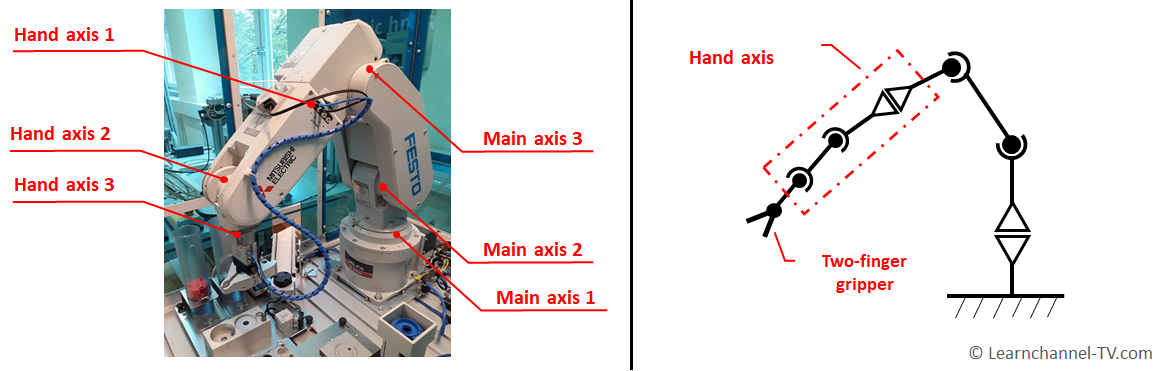 Hand axis 1
Hand axis 2
Hand axis 3
Main axis 3
Main axis 2
Main axis 1
MITSUBISHI
ELECTRIC
FESTO
Hand axis
Two-finger
gripper
© Learnchannel-TV.com